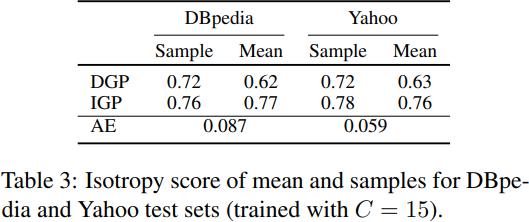 DBpedia Yahoo
Sample Mean Sample Mean
DGP 0.72 0.62 0.72 0.63
IGP 0.76 0.77 0.78 0.76
AE 0.087 0.059
Table 3: Isotropy score of mean and samples for DBpe-
dia and Yahoo test sets (trained with C = 15).